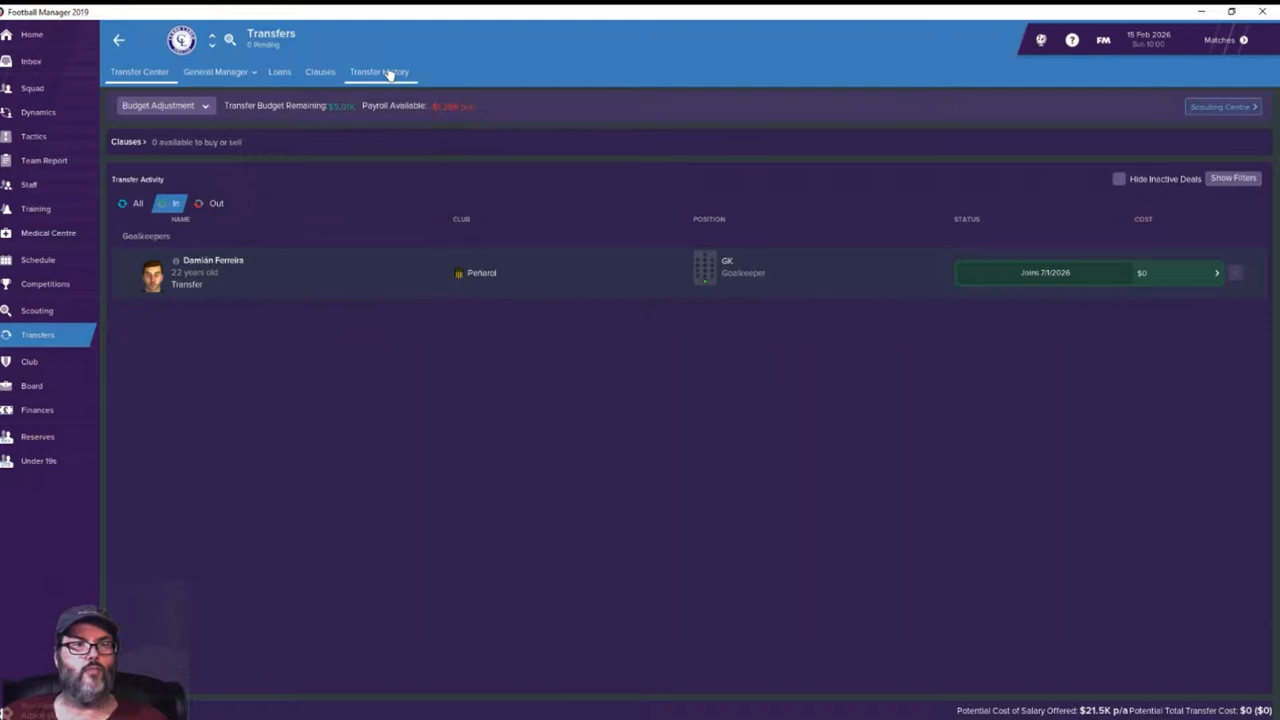 Football Manager 2019
Home
Inbox
Squad
Dynamics
Tactics
Team Report
Staff
Training
Medical Centre
Schedule
Competitions
Scouting
Transfers
Club
Board
Finances
Reserves
Under 19s
Transfers
0 Pending
15 Feb 2026
Sun 10:00
FM
Matches
Transfer Center
General Manager
Loans
Clauses
Transfer History
Budget Adjustment
Transfer Budget Remaining: $5.01K
Payroll Available:
Scouting Centre >
Clauses > 0 available to buy or sell
Transfer Activity
Hide Inactive Deals
Show Filters
All
In
Out
NAME
CLUB
POSITION
STATUS
COST
Goalkeepers
Damián Ferreira
22 years old
Transfer
Peñarol
GK
Goalkeeper
Joins 7/1/2026
$0
Potential Cost of Salary Offered: $21.5K p/a Potential Total Transfer Cost: $0 ($0)